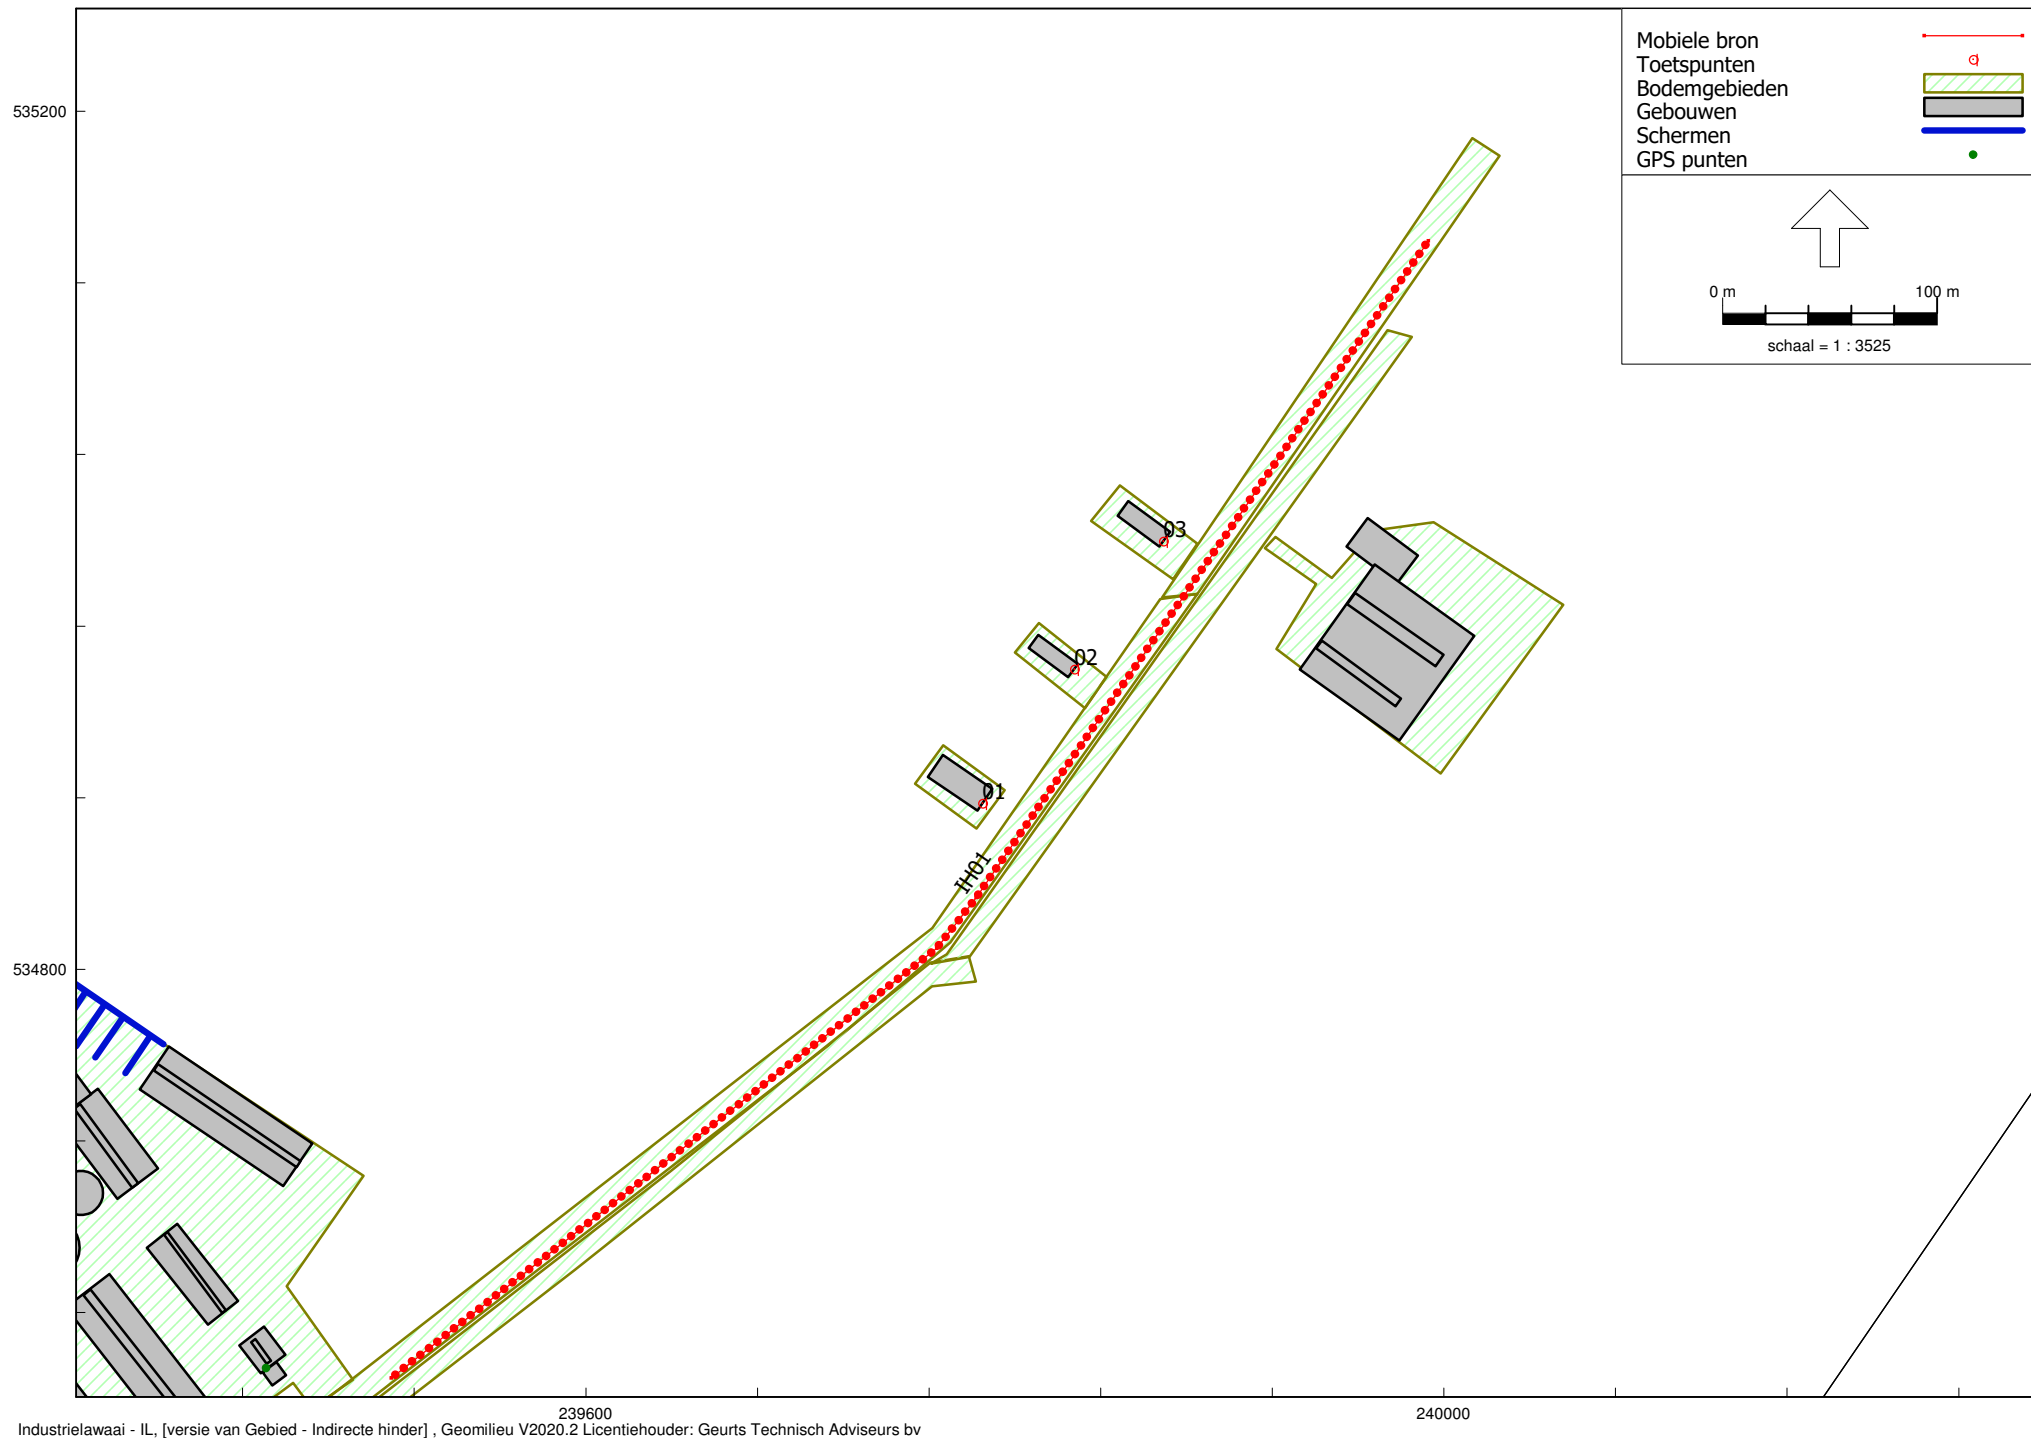 Mobiele bron
Toetspunten
Bodemgebieden
Gebouwen
Schermen
GPS punten
0 m 100 m
schaal = 1 : 3525
535200
03
02
01
IH01
534800
239600 240000
Industrielawaai - IL, [versie van Gebied - Indirecte hinder] , Geomilieu V2020.2 Licentiehouder: Geurts Technisch Adviseurs bv